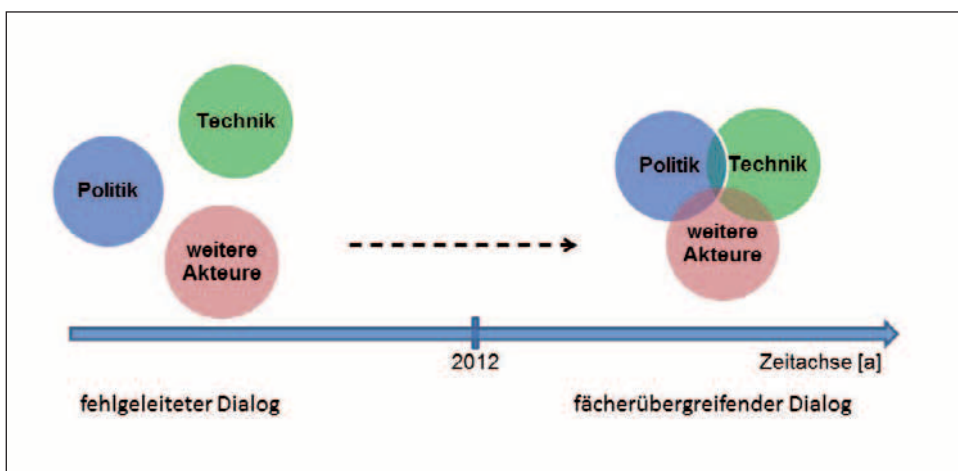 Technik
Politik
weitere
Akteure
Politik
Technik
weitere
Akteure
2012
Zeitachse [a]
fehlgeleiteter Dialog
fächerübergreifender Dialog